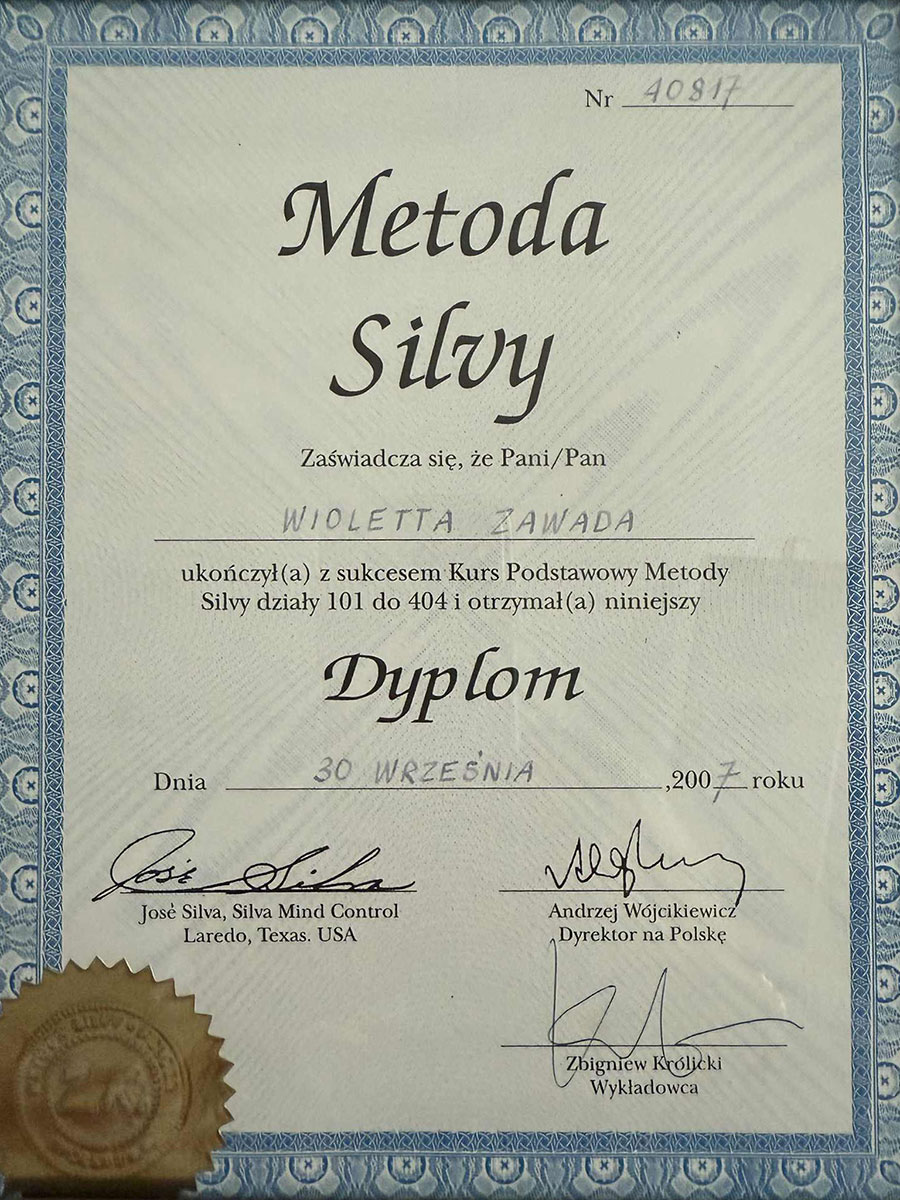 Nr 40817
Metoda
Silvy
Zaświadcza się, że Pani/Pan
WIOLETTA ZAWADA
ukończył(a) z sukcesem Kurs Podstawowy Metody
Silvy działy 101 do 404 i otrzymał(a) niniejszy
Dyplom
Dnia 30 WRZEŚNIA ,2007 roku
José Silva
José Silva, Silva Mind Control
Laredo, Texas. USA
Andrzej Wójcikiewicz
Dyrektor na Polskę
Zbigniew Królicki
Wykładowca